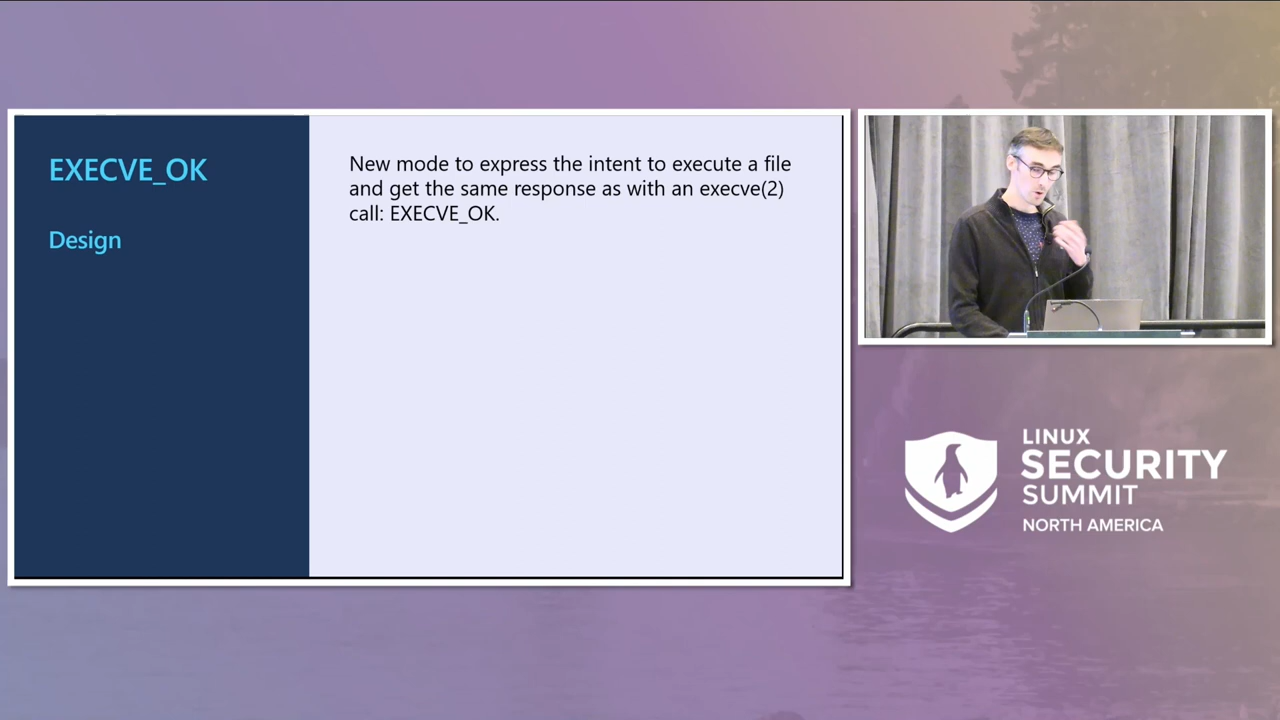 EXECVE_OK
Design
New mode to express the intent to execute a file
and get the same response as with an execve(2)
call: EXECVE_OK.
LINUX
SECURITY
SUMMIT
NORTH AMERICA